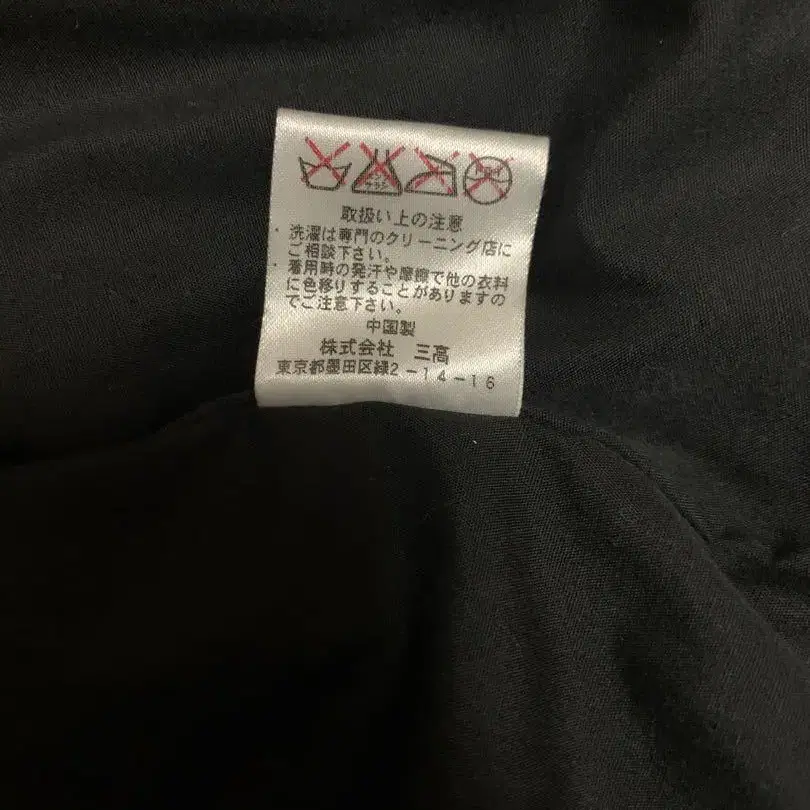 取扱い上の注意
・洗濯は専門のクリーニング店に
ご相談下さい。
・着用時の発汗や摩擦で他の衣料
に色移りすることがありますの
でご注意下さい。
中国製
株式会社 三高
東京都墨田区緑2-14-16